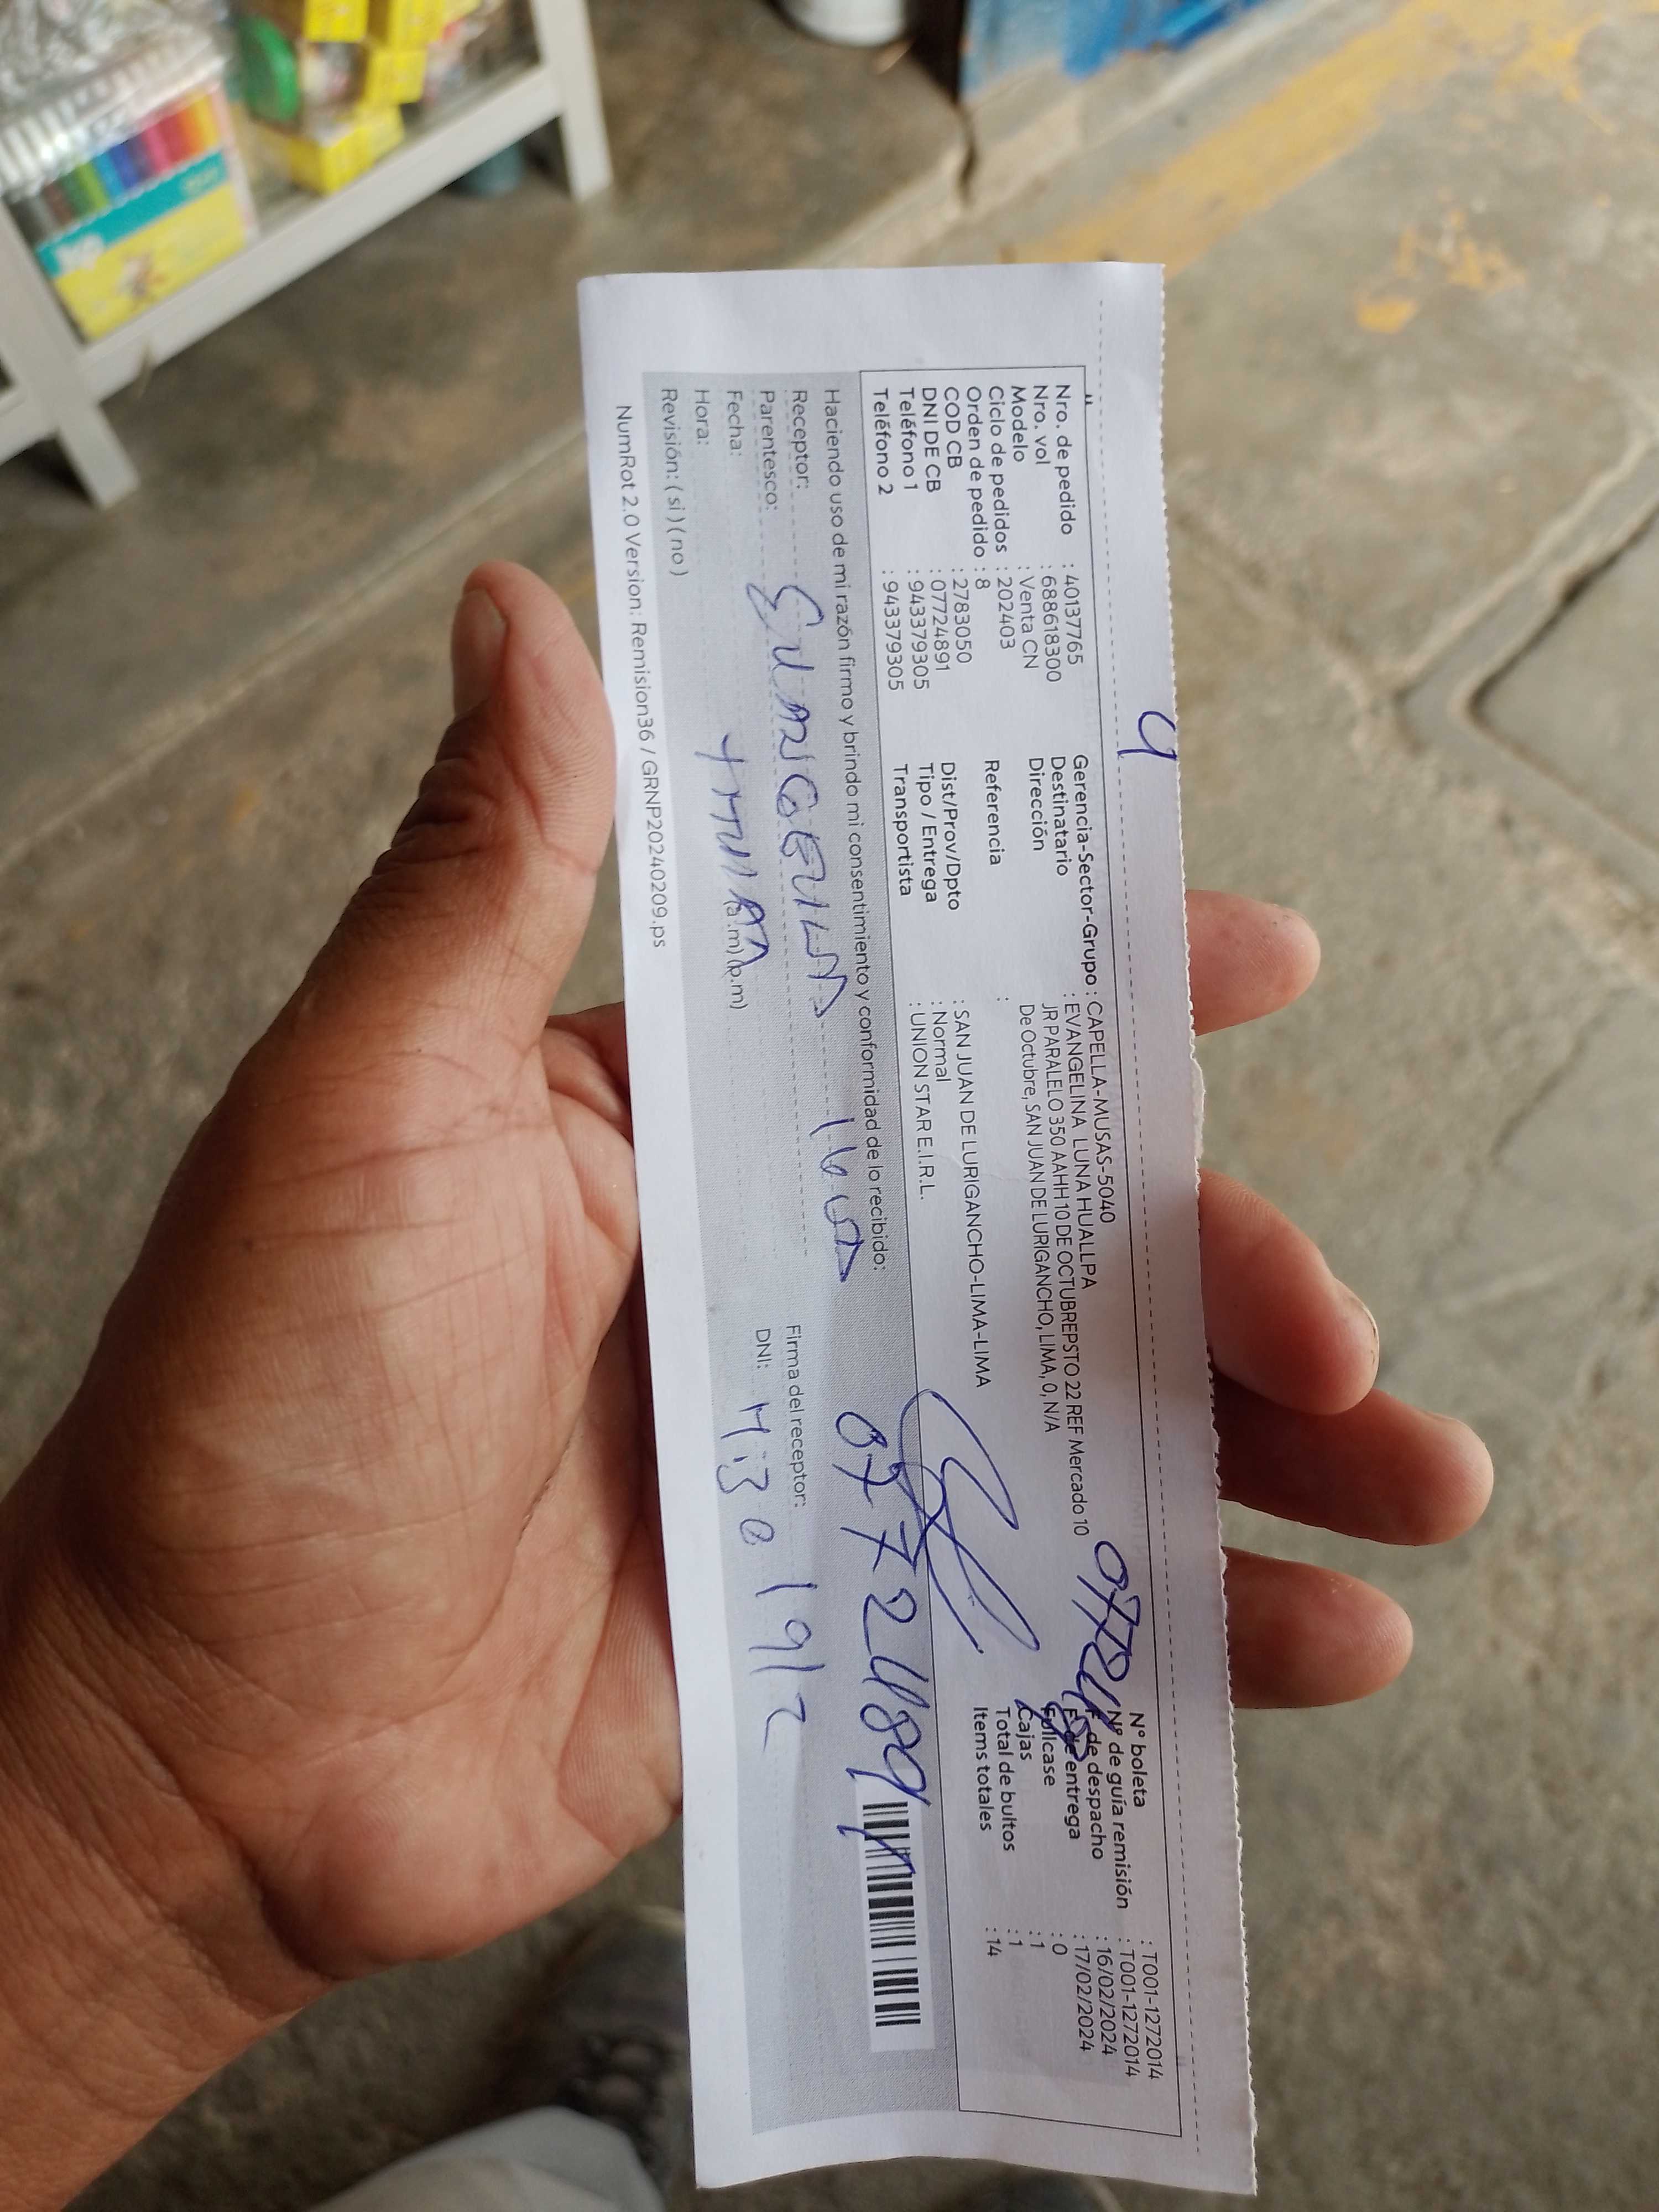 Nro. de pedido : 40137765
Nro. vol : 688618300
Modelo : Venta CN
Ciclo de pedidos : 202403
Orden de pedido : 8
COD CB : 2783050
DNI DE CB : 07724891
Teléfono 1 : 943379305
Teléfono 2 : 943379305
Gerencia-Sector-Grupo : CAPELLA-MUSAS-5040
Destinatario : EVANGELINA LUNA HUALLPA
Dirección JR PARALELO 350 AAHH 10 DE OCTUBREPSTO 22 REF Mercado 10
De Octubre, SAN JUAN DE LURIGANCHO, LIMA, 0, N/A
Referencia :
Dist/Prov/Dpto : SAN JUAN DE LURIGANCHO-LIMA-LIMA
Tipo / Entrega : Normal
Transportista : UNION STAR E.I.R.L.
N° boleta : T001-1272014
N° de guía remisión : T001-1272014
F. de despacho : 16/02/2024
F. de entrega : 17/02/2024
Fullcase : 0
Cajas : 1
Total de bultos : 1
Items totales : 14
Haciendo uso de mi razón firmo y brindo mi consentimiento y conformidad de lo recibido:
07724891
Receptor:
Firma del receptor:
Parentesco:
DNI:
Fecha:
Hora: (a.m) (p.m)
Revisión: ( si ) ( no )
NumRot 2.0 Version: Remision36 / GRNP20240209.ps